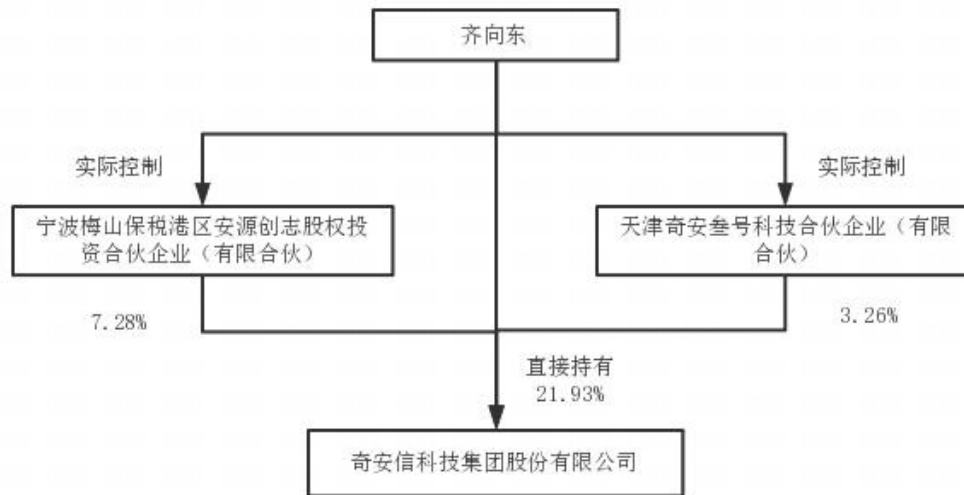 齐向东
实际控制
实际控制
宁波梅山保税港区安源创志股权投
资合伙企业（有限合伙）
天津奇安叁号科技合伙企业（有限
合伙）
7.28%
3.26%
直接持有
21.93%
奇安信科技集团股份有限公司